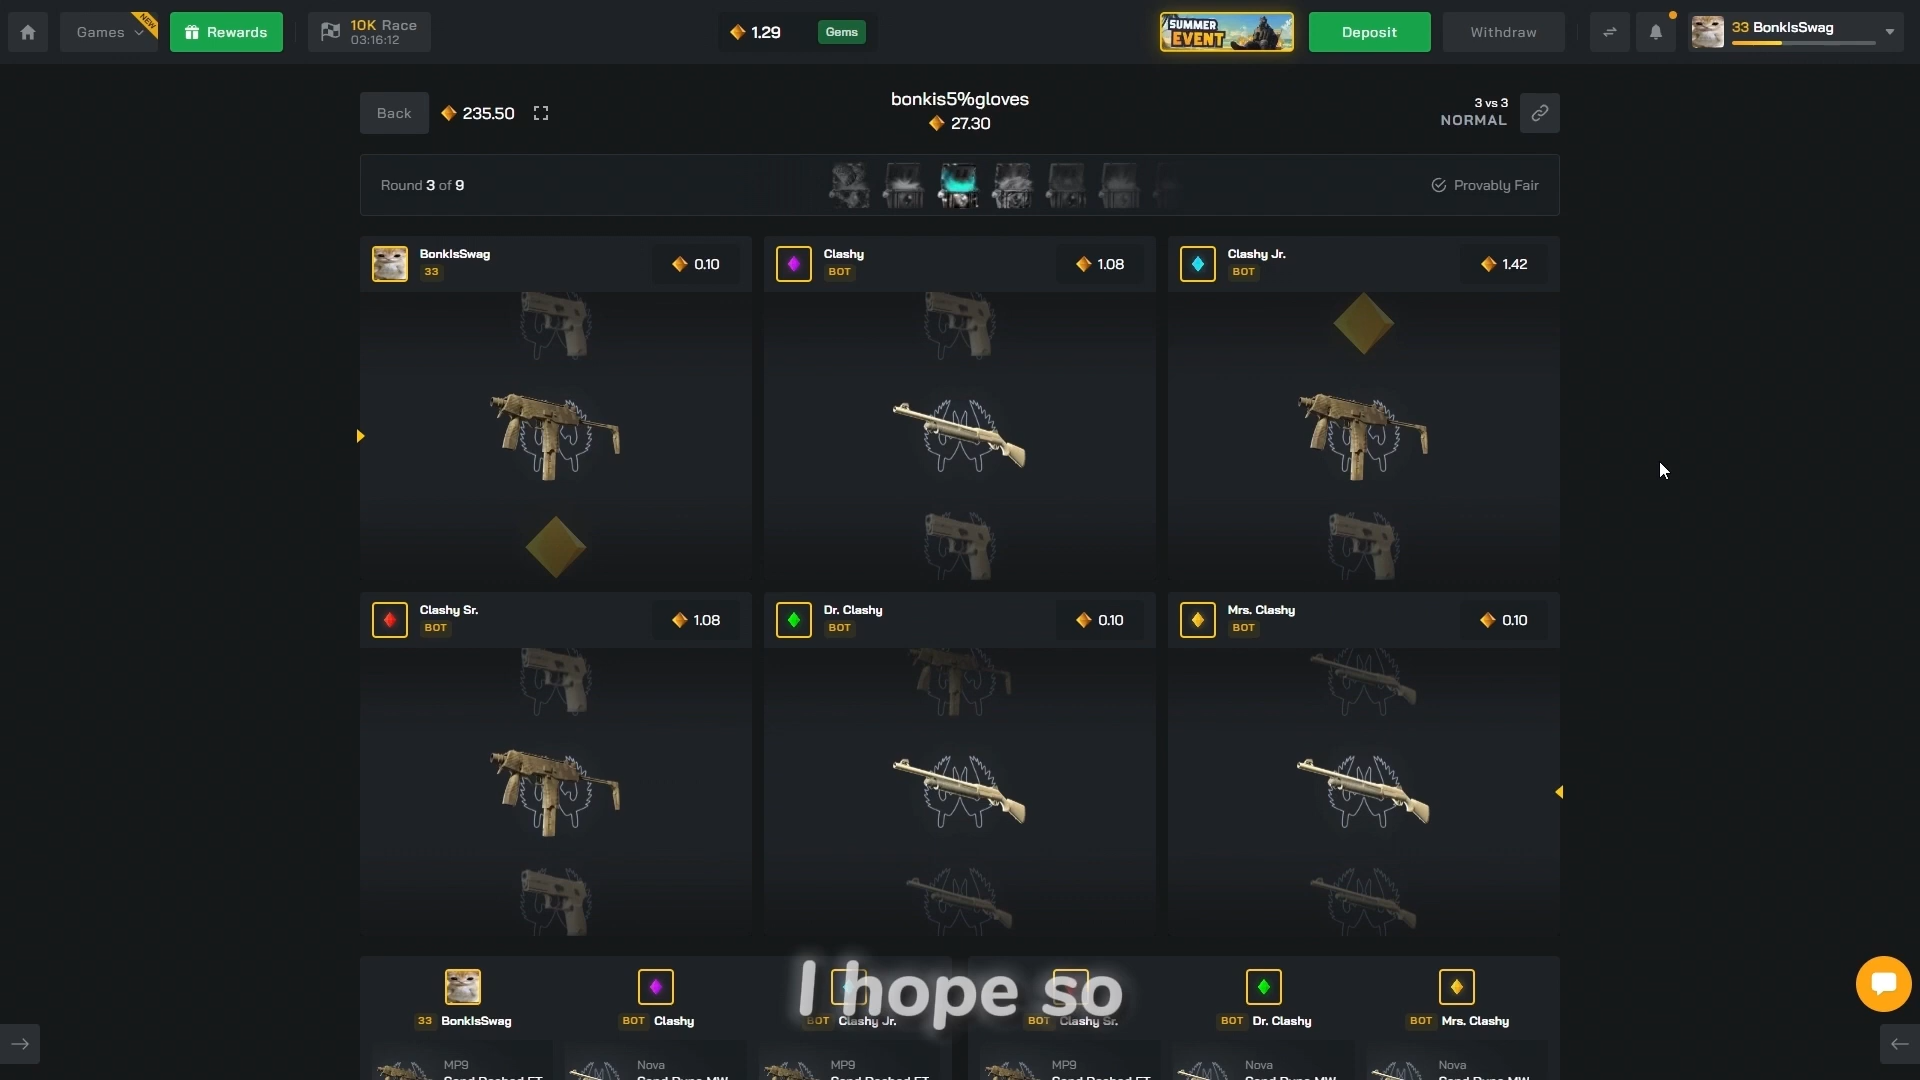 Games
NEW
Rewards
10K Race
03:16:12
1.29
Gems
SUMMER
EVENT
Deposit
Withdraw
33 BonkIsSwag
Back
235.50
bonkis5%gloves
27.30
3 vs 3
NORMAL
Round 3 of 9
Provably Fair
BonkIsSwag
33
0.10
Clashy
BOT
1.08
Clashy Jr.
BOT
1.42
Clashy Sr.
BOT
1.08
Dr. Clashy
BOT
0.10
Mrs. Clashy
BOT
0.10
I hope so
33 BonkIsSwag
BOT Clashy
BOT Clashy Jr.
BOT Clashy Sr.
BOT Dr. Clashy
BOT Mrs. Clashy
MP9
Nova
MP9
MP9
Nova
Nova